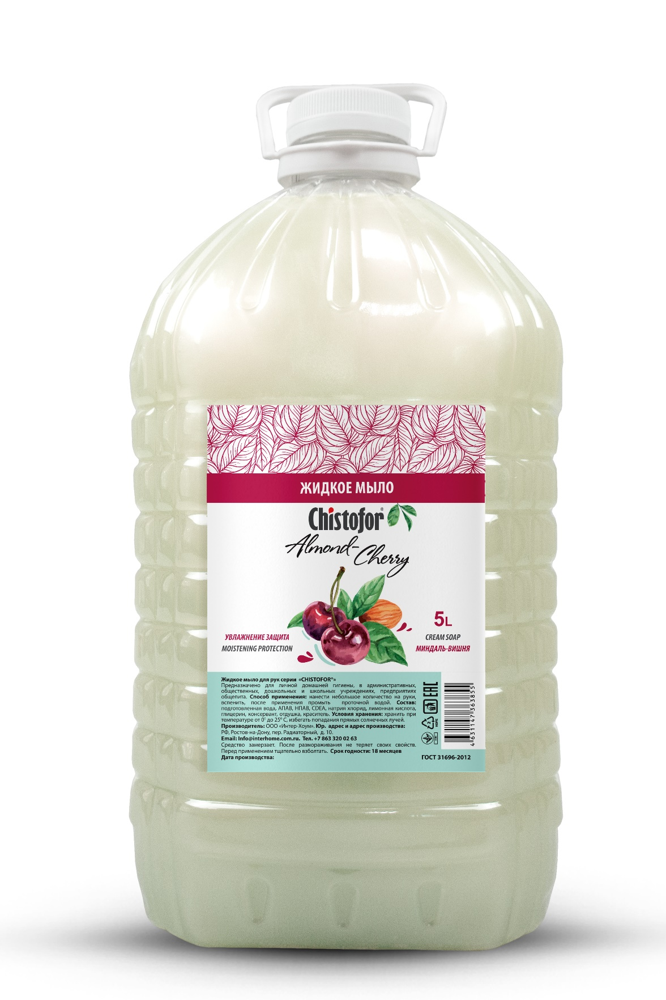 ЖИДКОЕ МЫЛО
Chistofor®
Almond-
Cherry
5L
УВЛАЖНЕНИЕ ЗАЩИТА
MOISTENING PROTECTION
CREAM SOAP
МИНДАЛЬ-ВИШНЯ
Жидкое мыло для рук серии «CHISTOFOR®»
Предназначено для личной домашней гигиены, в административных,
общественных, дошкольных и школьных учреждениях, предприятиях
общепита. Способ применения: нанести небольшое количество на руки,
вспенить, после применения промыть проточной водой. Состав:
подготовленная вода, АПАВ, НПАВ, CDEA, натрия хлорид, лимонная кислота,
глицерин, консервант, отдушка, краситель. Условия хранения: хранить при
температуре от 0° до 25° С, избегать попадания прямых солнечных лучей.
Производитель: ООО «Интер-Хоум». Юр. адрес и адрес производства:
РФ, Ростов-на-Дону, пер. Радиаторный, д. 10.
Email: Info@interhome.com.ru. Тел. +7 863 320 02 63
Средство замерзает. После размораживания не теряет своих свойств.
Перед применением тщательно взболтать. Срок годности: 18 месяцев
Дата производства:
EAC
2
HDPE
4 631147 363855
ГОСТ 31696-2012